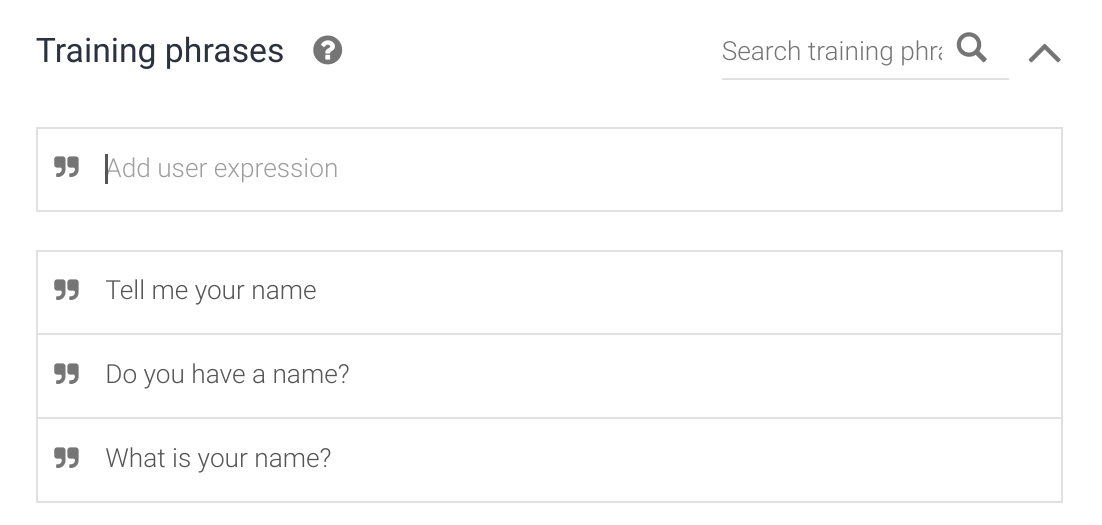 Training phrases ?
Search training phra
Add user expression
Tell me your name
Do you have a name?
What is your name?